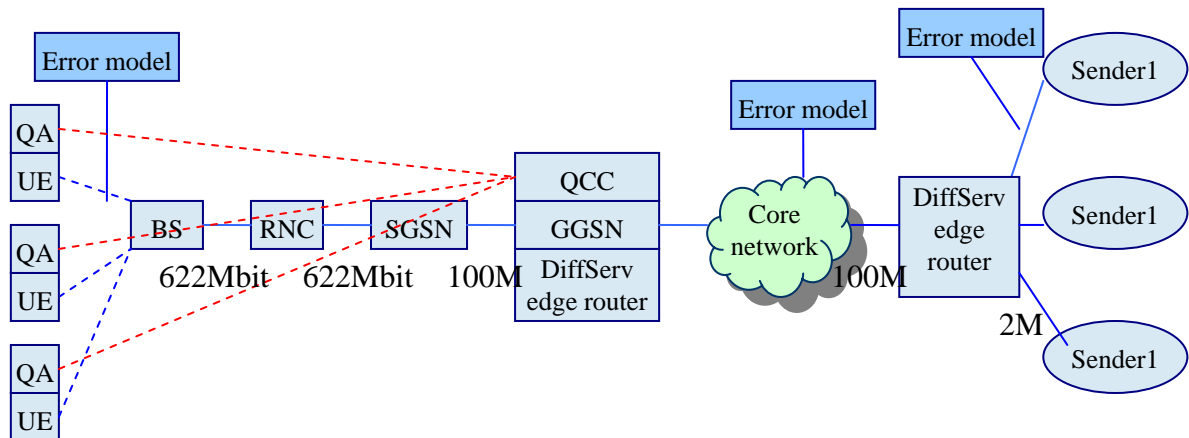 Error model
QA
UE
QA
UE
QA
UE
BS
RNC
SGSN
622Mbit
622Mbit
100M
QCC
GGSN
DiffServ
edge router
Error model
Core
network
100M
DiffServ
edge
router
Error model
Sender1
Sender1
2M
Sender1